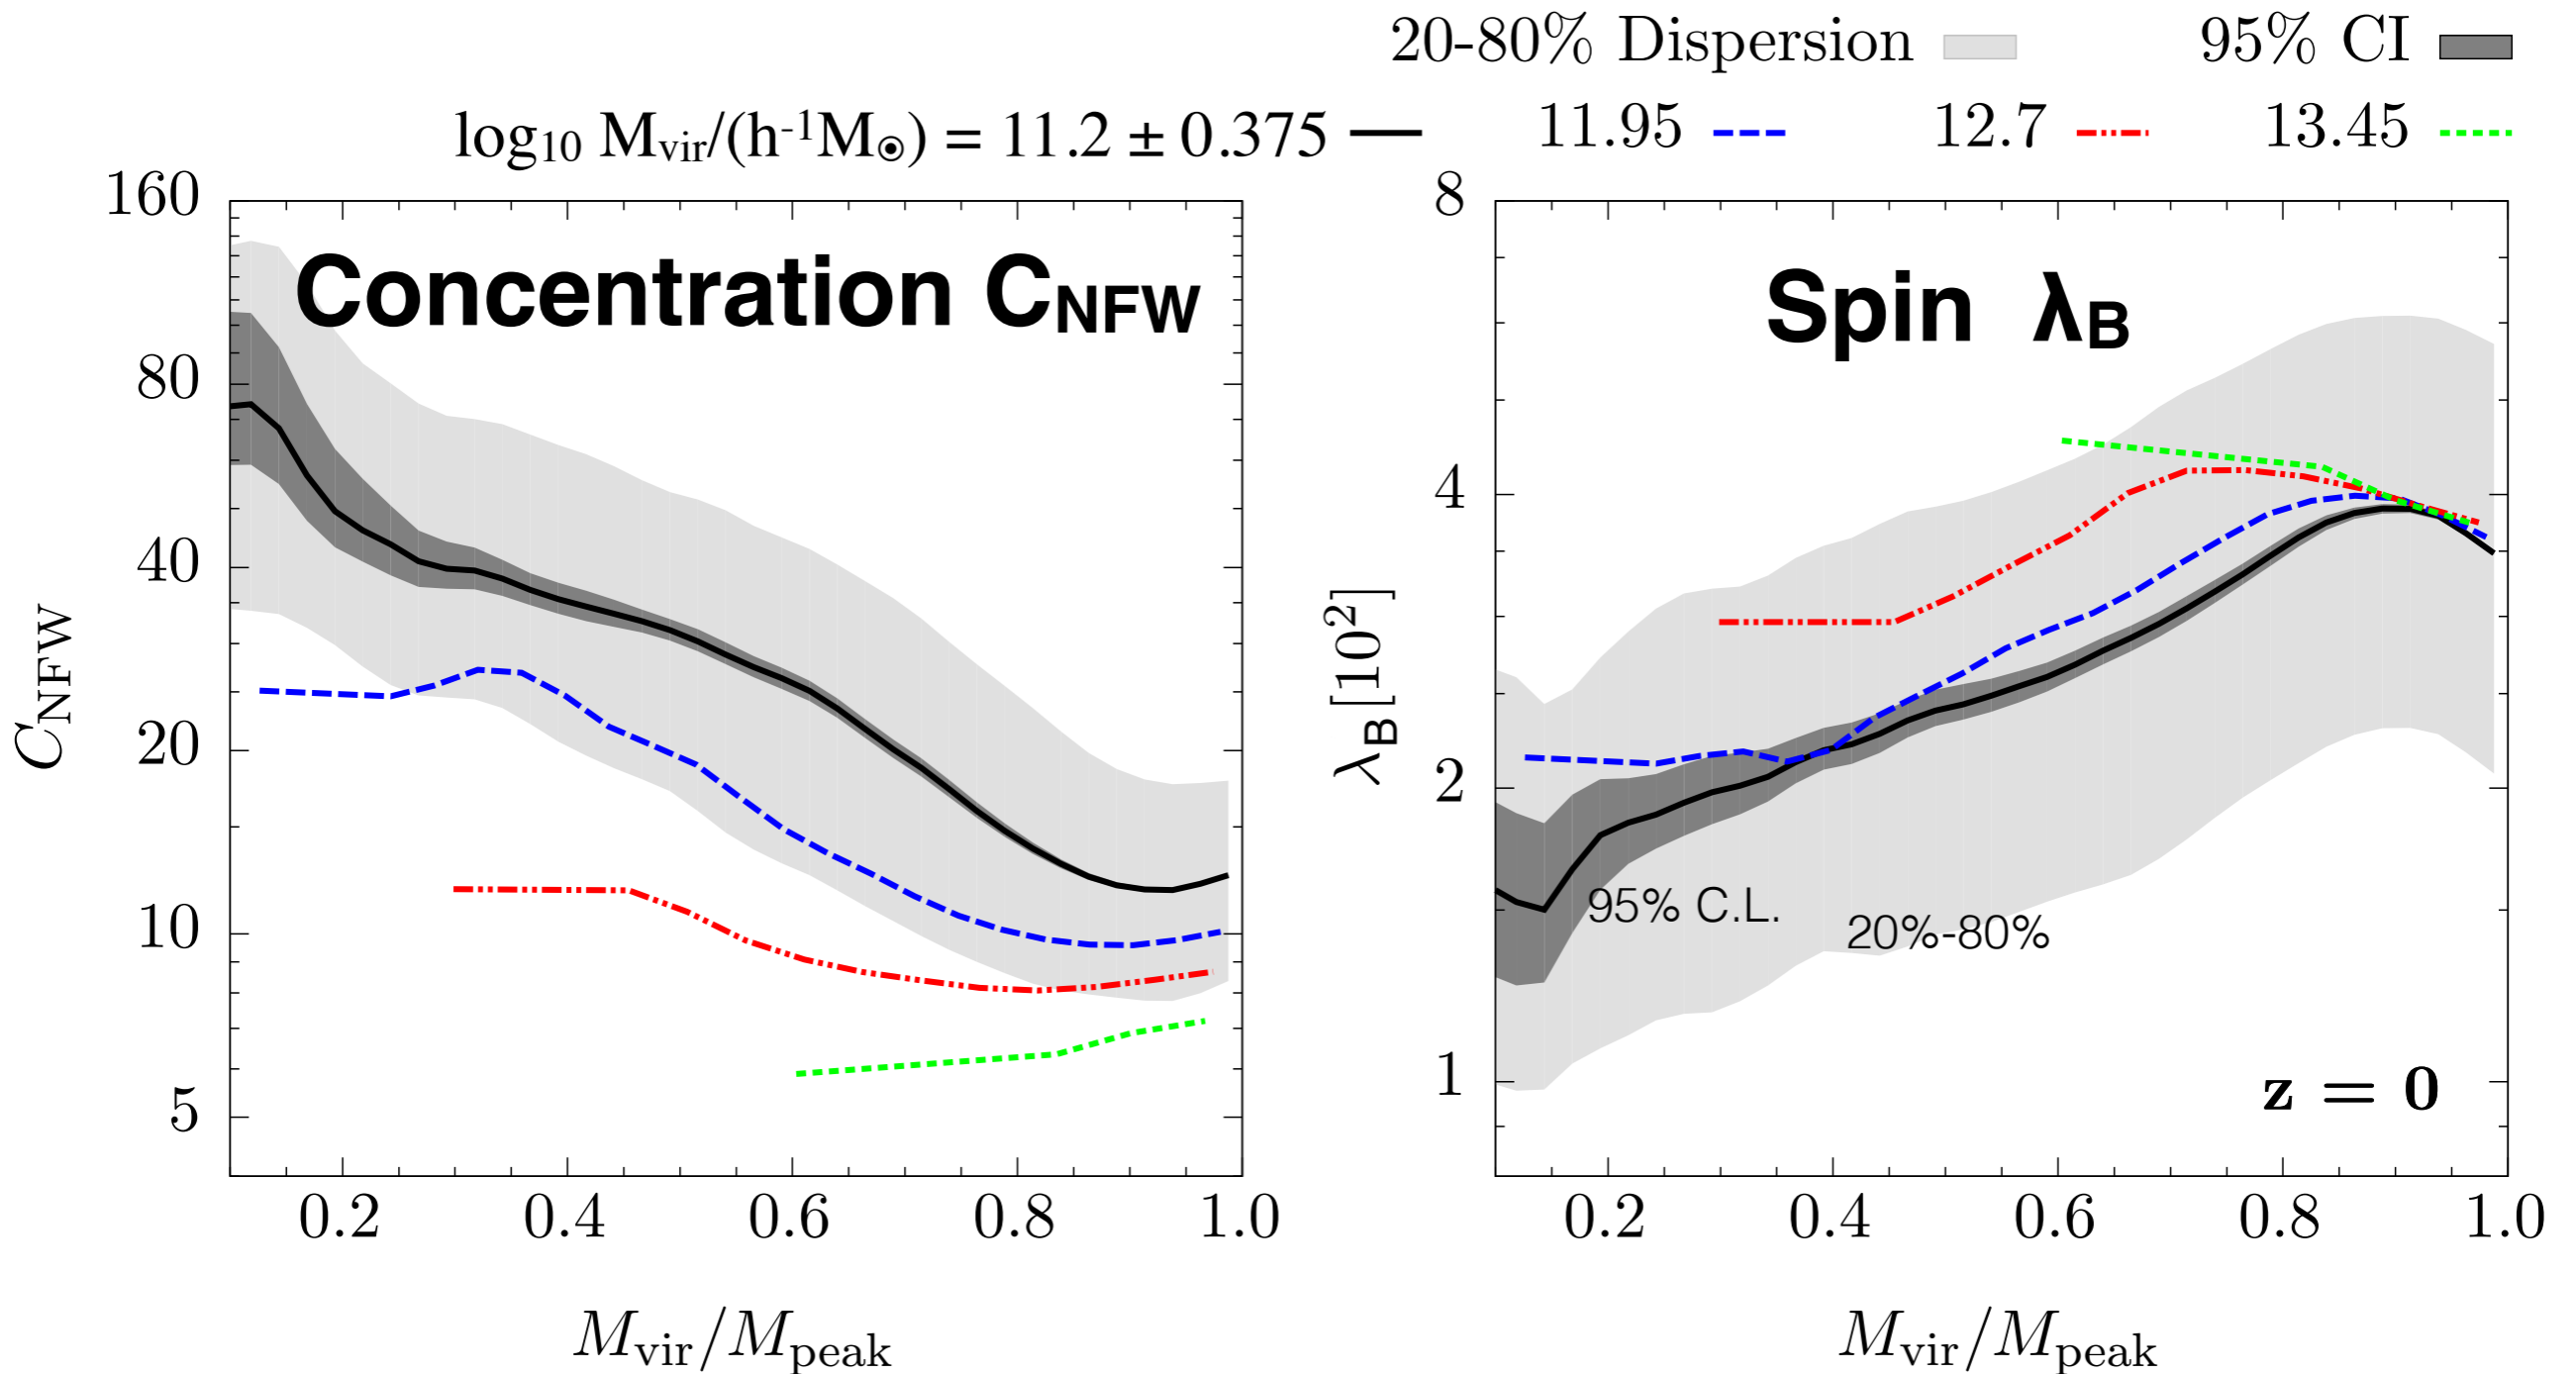 20-80% Dispersion 95% CI
log₁₀ Mvir/(h⁻¹M☉) = 11.2 ± 0.375 11.95 12.7 13.45
Concentration CNFW
CNFW
160
80
40
20
10
5
0.2 0.4 0.6 0.8 1.0
Mvir/Mpeak
Spin λB
λB[10²]
8
4
2
1
95% C.L.
20%-80%
z = 0
0.2 0.4 0.6 0.8 1.0
Mvir/Mpeak